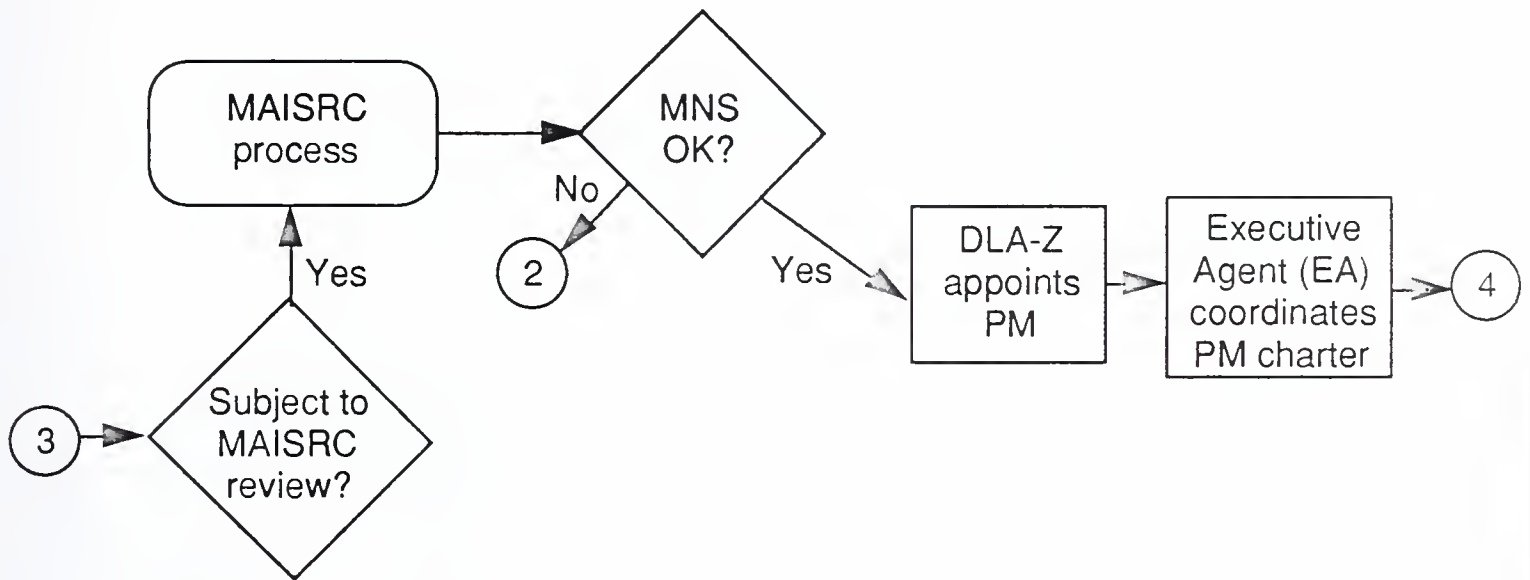 3
Subject to
MAISRC
review?
Yes
MAISRC
process
MNS
OK?
No
2
Yes
DLA-Z
appoints
PM
Executive
Agent (EA)
coordinates
PM charter
4